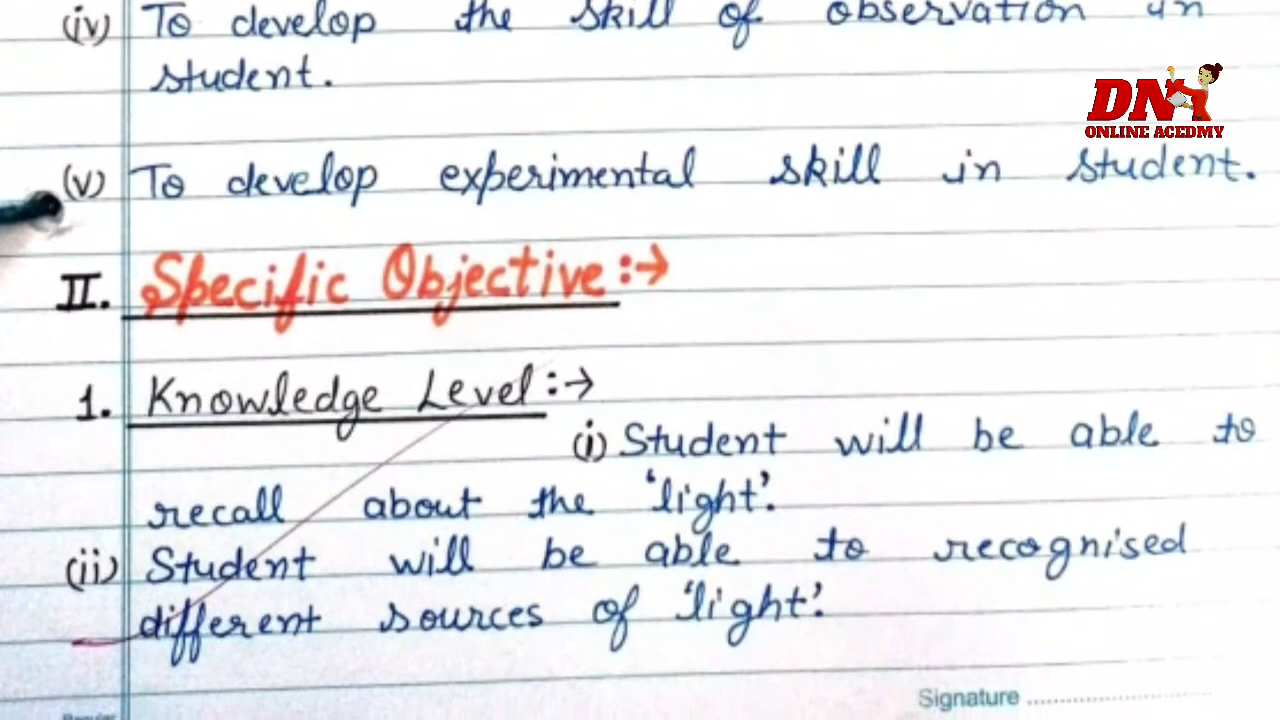 (iv) To develop the skill of observation in
student.
DN
ONLINE ACEDMY
(v) To develop experimental skill in student.
II. Specific Objective:→
1. Knowledge Level:→
(i) Student will be able to
recall about the 'light'.
(ii) Student will be able to recognised
different sources of 'light'.
Signature ..............................